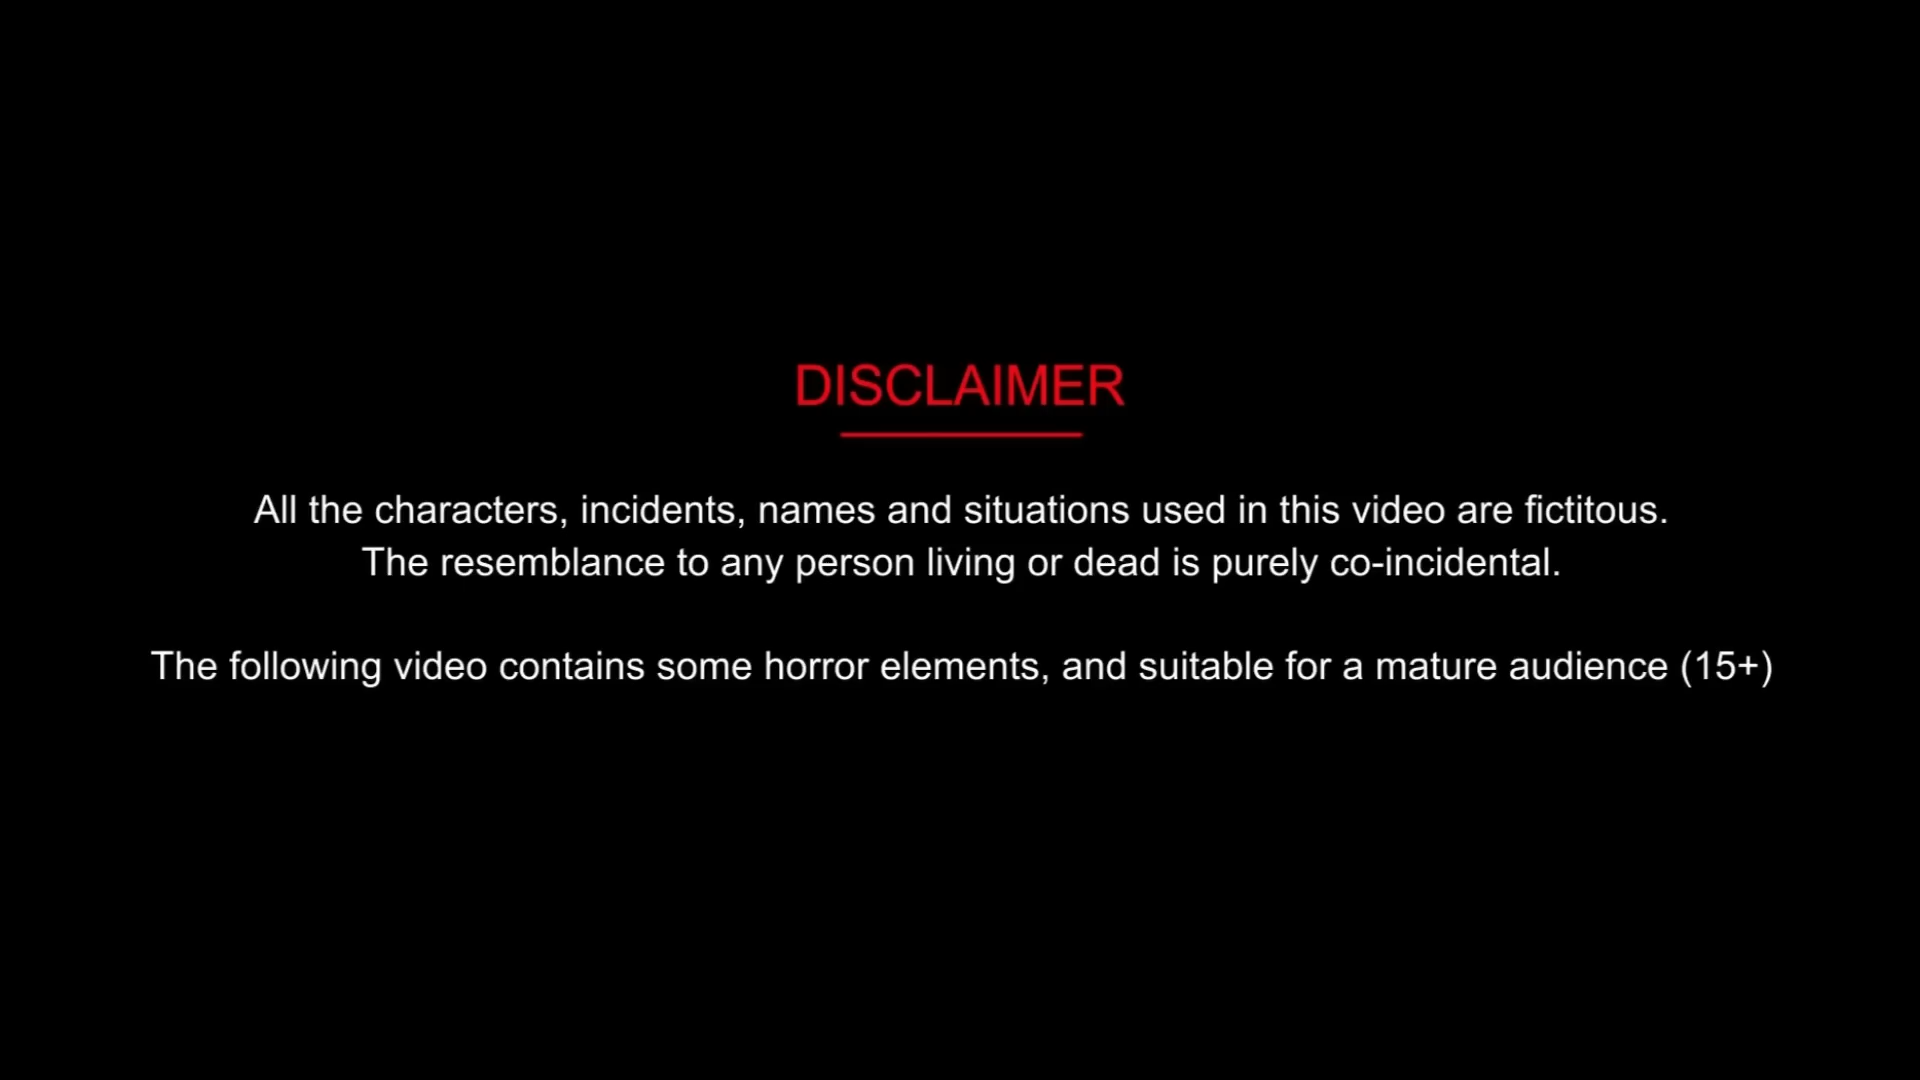 DISCLAIMER
All the characters, incidents, names and situations used in this video are fictitous.
The resemblance to any person living or dead is purely co-incidental.
The following video contains some horror elements, and suitable for a mature audience (15+)